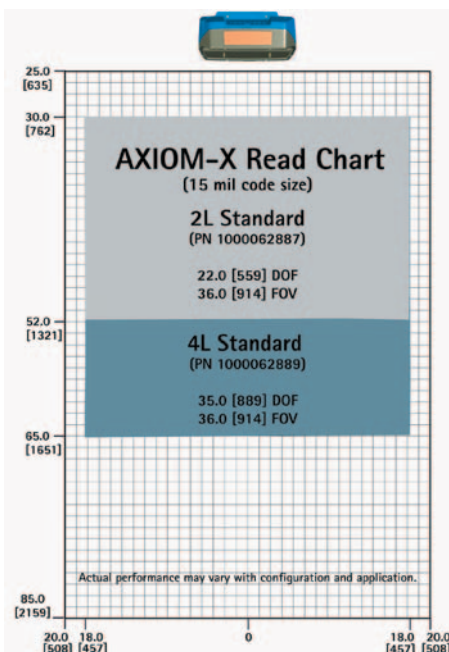 25.0
[635]
30.0
[762]
AXIOM-X Read Chart
(15 mil code size)
2L Standard
(PN 1000062887)
22.0 [559] DOF
36.0 [914] FOV
52.0
[1321]
4L Standard
(PN 1000062889)
35.0 [889] DOF
36.0 [914] FOV
65.0
[1651]
Actual performance may vary with configuration and application.
85.0
[2159]
20.0 18.0 0 18.0 20.0
[508] [457] [457] [508]